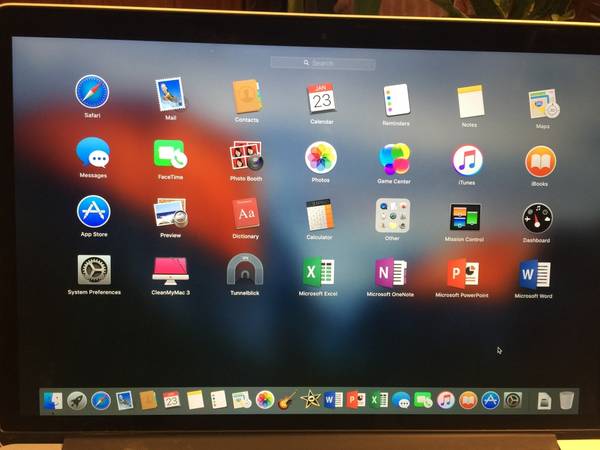 Search
JAN
23
Safari
Mail
Contacts
Calendar
Reminders
Notes
Maps
Messages
FaceTime
Photo Booth
Photos
Game Center
iTunes
iBooks
Aa
App Store
Preview
Dictionary
Calculator
Other
Mission Control
Dashboard
X
N
P
W
System Preferences
CleanMyMac 3
Tunnelblick
Microsoft Excel
Microsoft OneNote
Microsoft PowerPoint
Microsoft Word
23
W
P
X